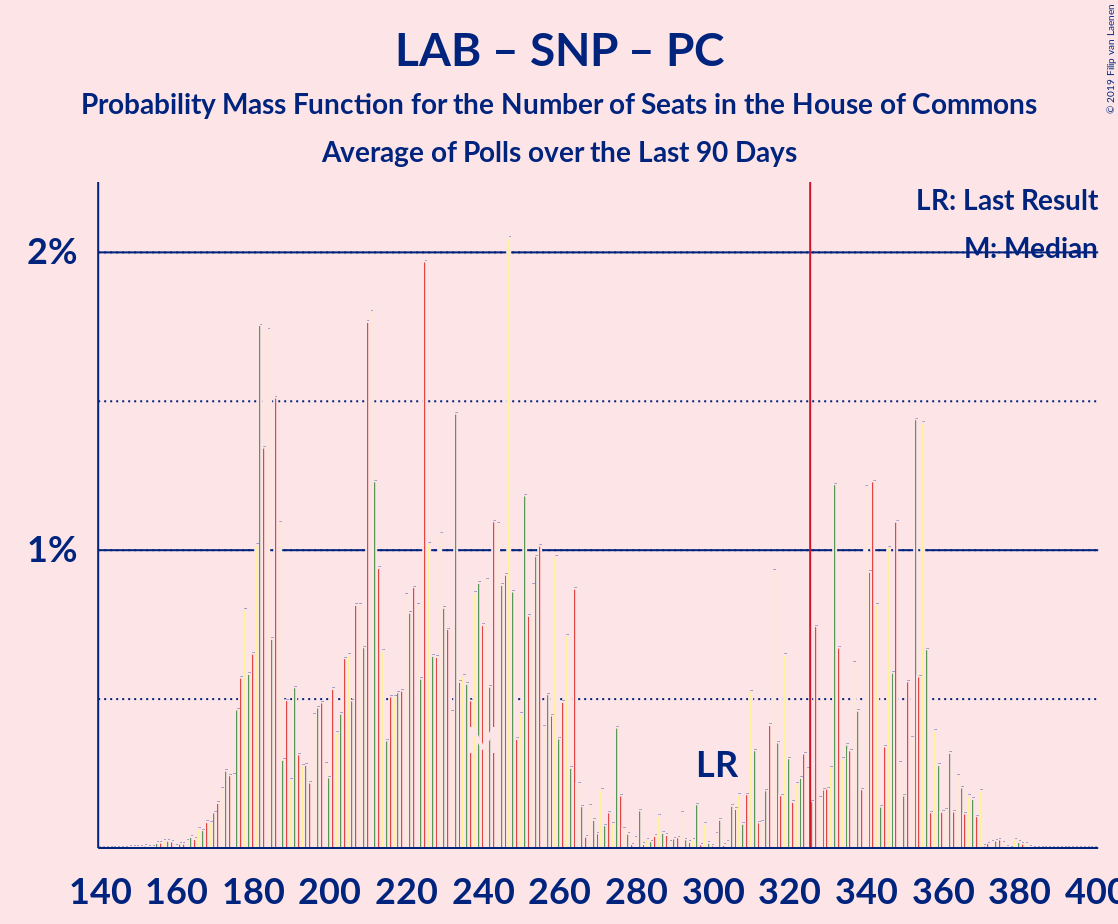 LAB – SNP – PC
Probability Mass Function for the Number of Seats in the House of Commons
Average of Polls over the Last 90 Days
© 2019 Filip van Laenen
LR: Last Result
M: Median
2%
1%
LR
M
140 160 180 200 220 240 260 280 300 320 340 360 380 400